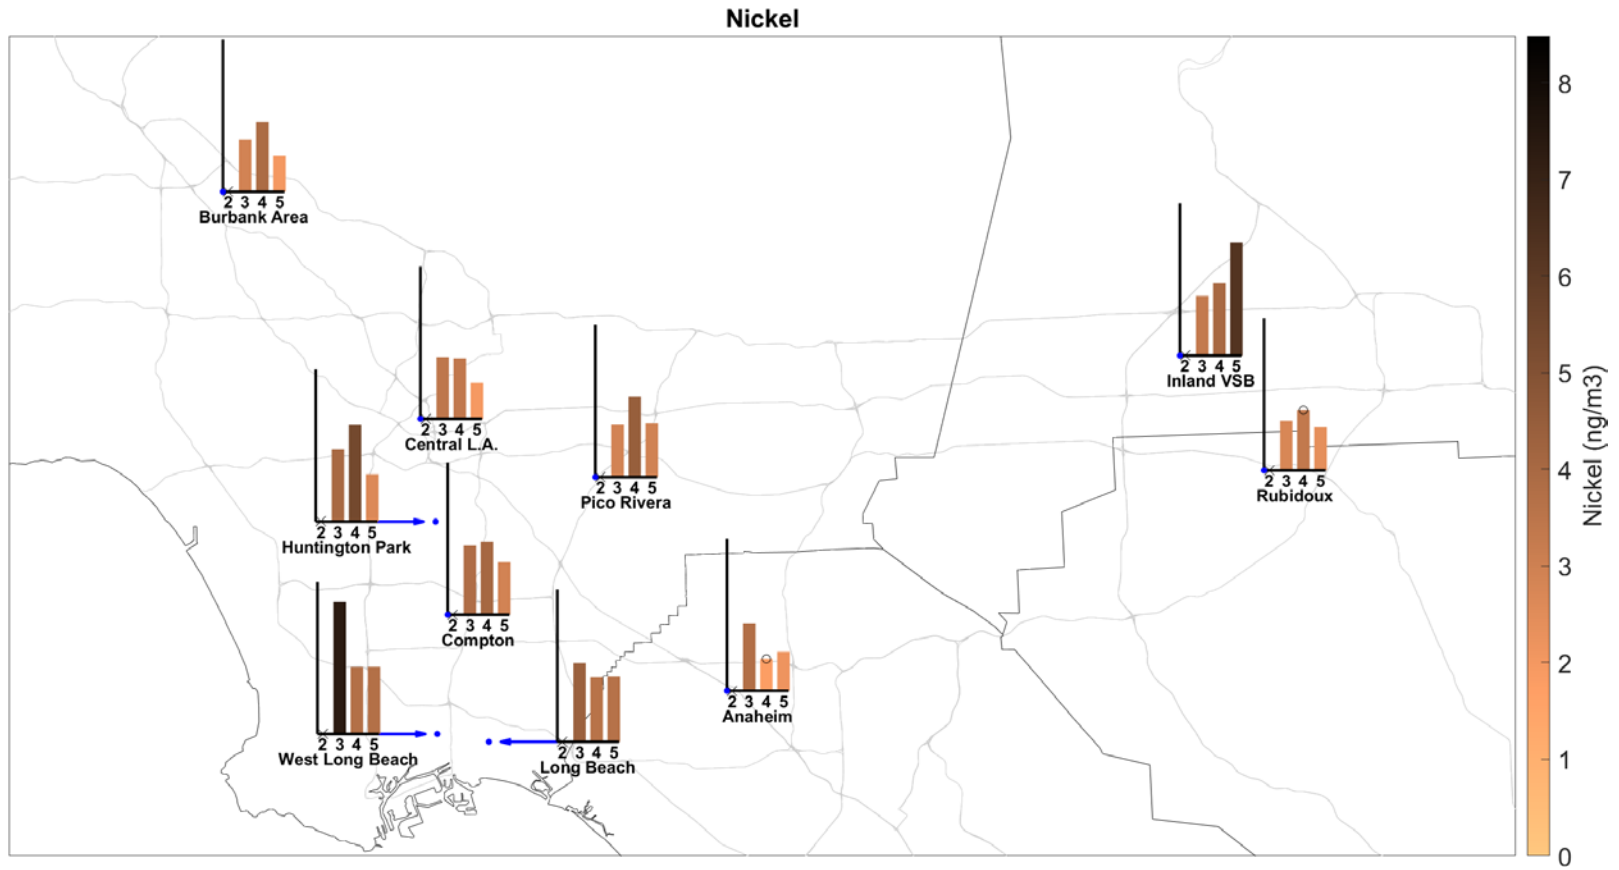 Nickel
2 3 4 5
Burbank Area
2 3 4 5
Central L.A.
2 3 4 5
Pico Rivera
2 3 4 5
Inland VSB
2 3 4 5
Rubidoux
2 3 4 5
Huntington Park
2 3 4 5
Compton
2 3 4 5
Anaheim
2 3 4 5
West Long Beach
2 3 4 5
Long Beach
8
7
6
5
4
3
2
1
0
Nickel (ng/m3)